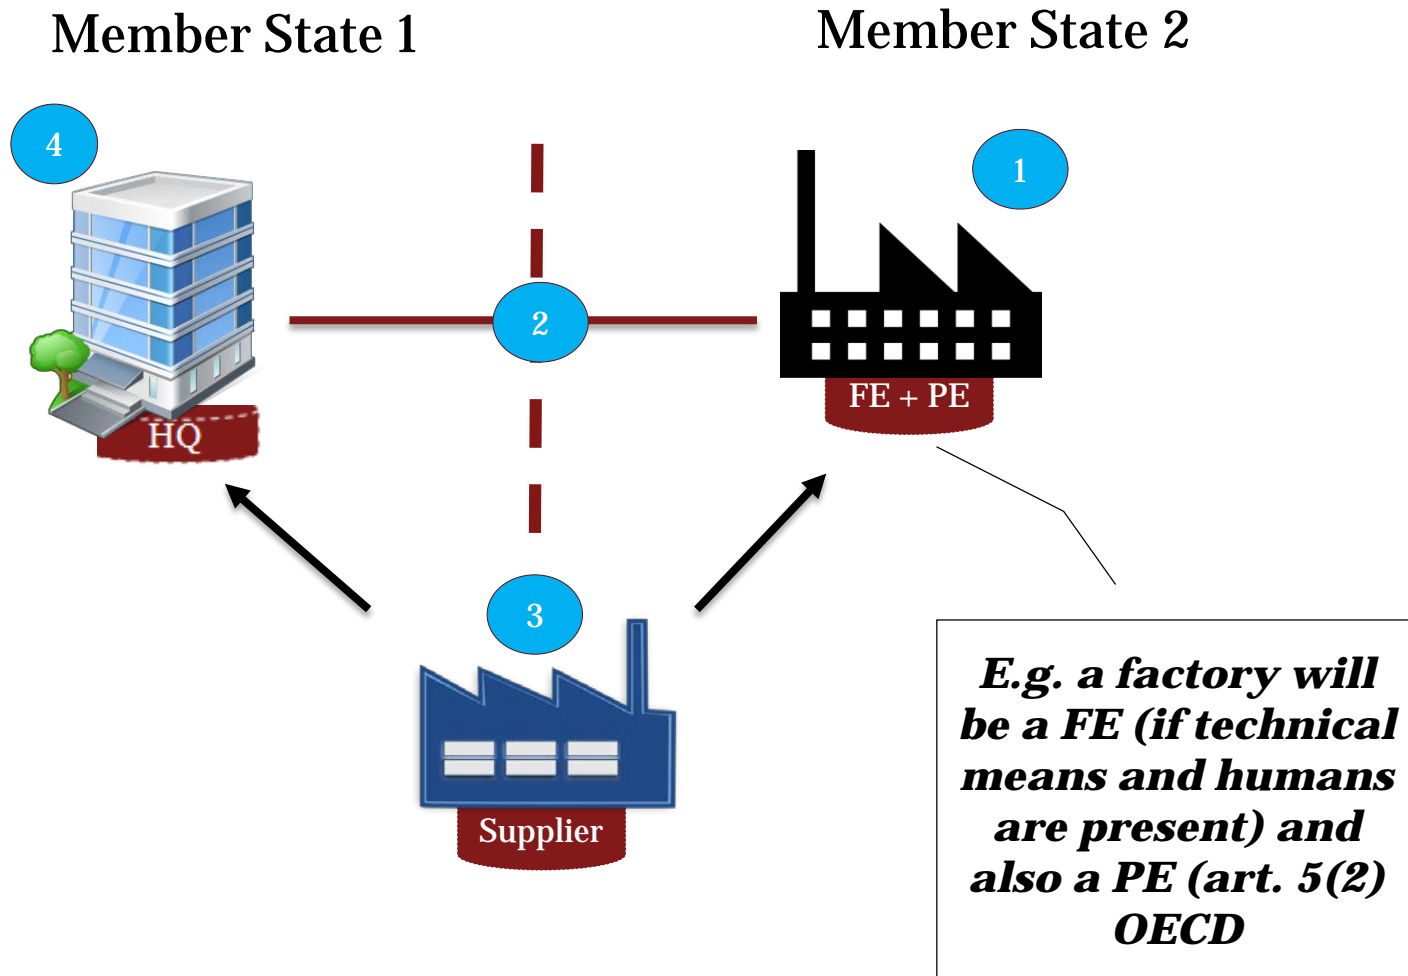 Member State 1
Member State 2
4
1
2
FE + PE
HQ
3
Supplier
E.g. a factory will
be a FE (if technical
means and humans
are present) and
also a PE (art. 5(2)
OECD